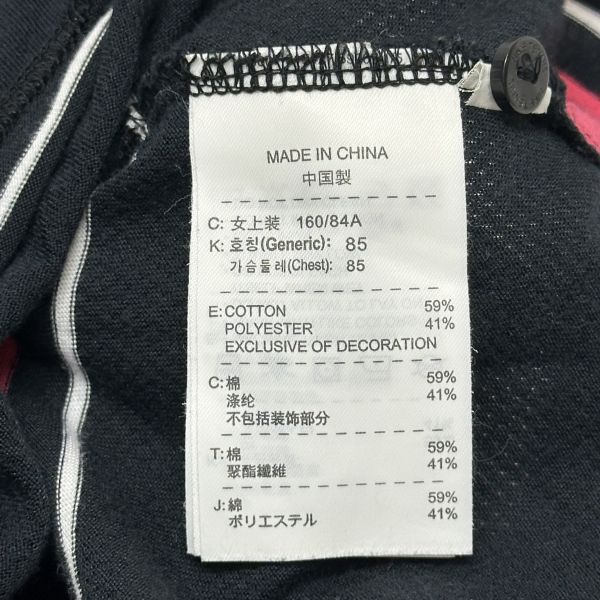 MADE IN CHINA
中国製
C: 女上装 160/84A
K: 호칭(Generic): 85
가슴둘레(Chest): 85
E: COTTON 59%
POLYESTER 41%
EXCLUSIVE OF DECORATION
C: 棉 59%
涤纶 41%
不包括装饰部分
T: 棉 59%
聚酯纖維 41%
J: 綿 59%
ポリエステル 41%